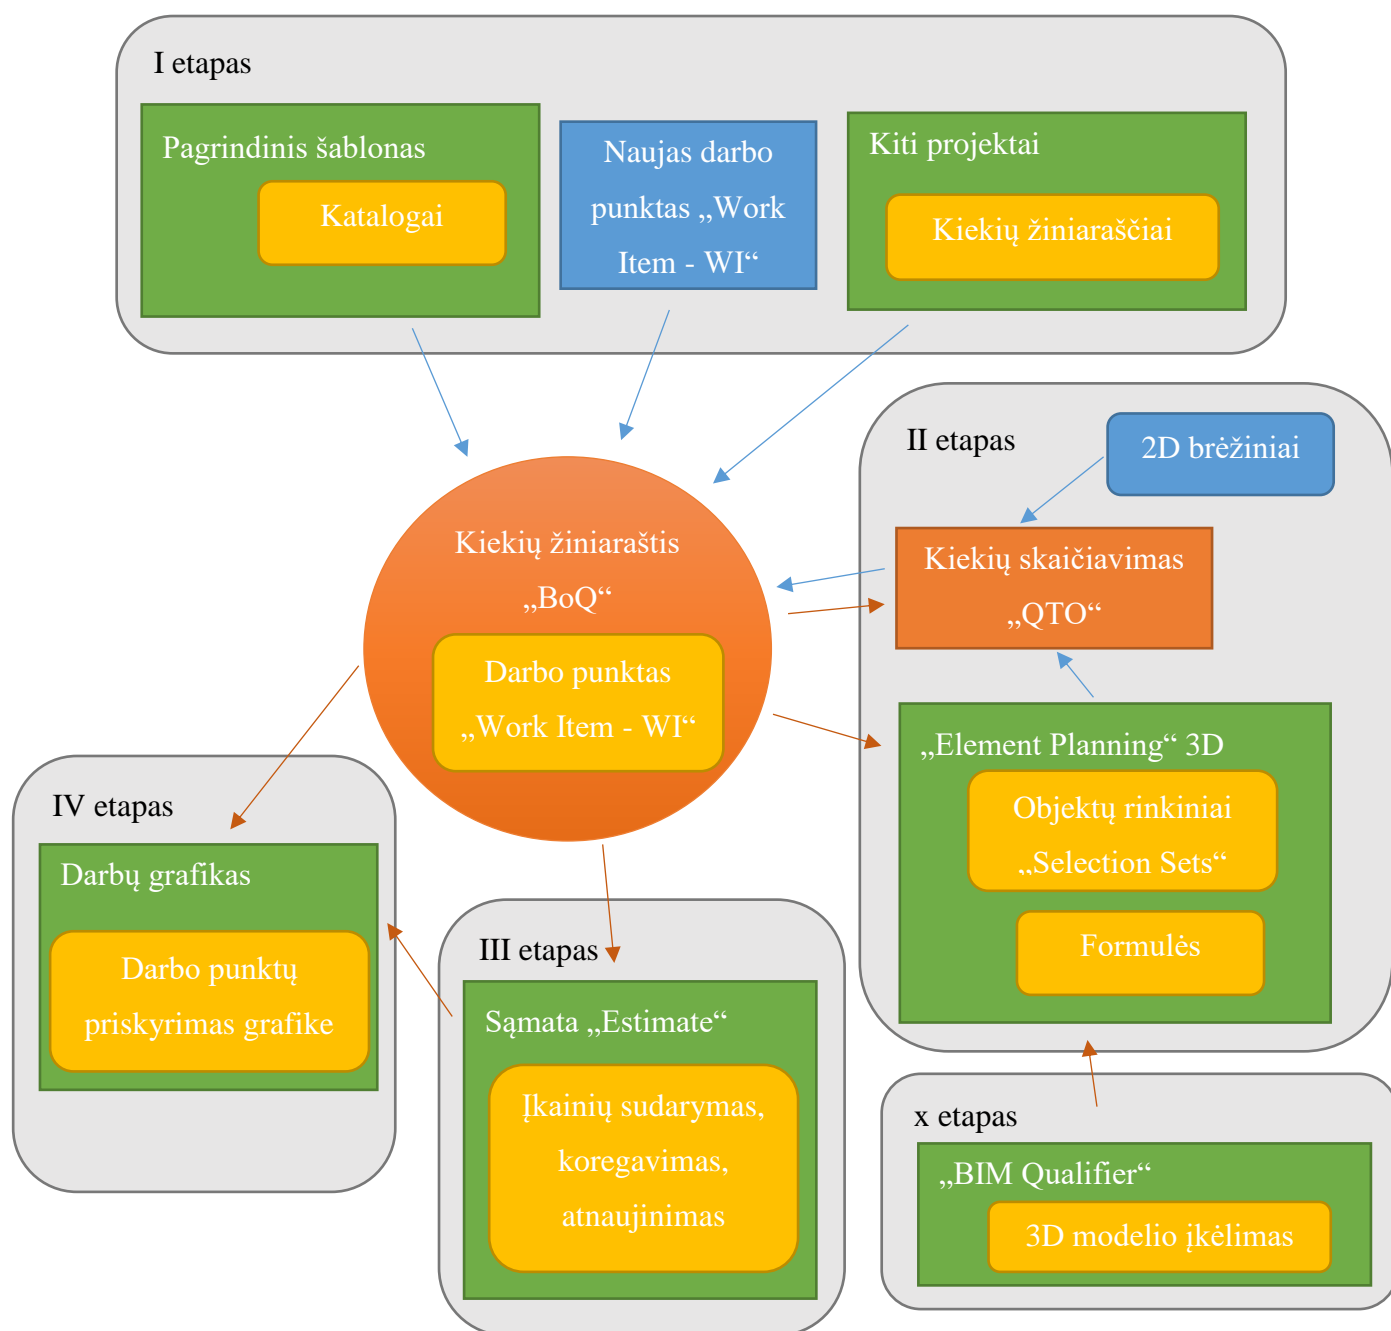 I etapas
Pagrindinis šablonas
Katalogai
Naujas darbo
punktas „Work
Item - WI“
Kiti projektai
Kiekių žiniaraščiai
II etapas
2D brėžiniai
Kiekių skaičiavimas
„QTO“
Kiekių žiniaraštis
„BoQ“
Darbo punktas
„Work Item - WI“
„Element Planning“ 3D
Objektų rinkiniai
„Selection Sets“
Formulės
IV etapas
Darbų grafikas
Darbo punktų
priskyrimas grafike
III etapas
Sąmata „Estimate“
Įkainių sudarymas,
koregavimas,
atnaujinimas
x etapas
„BIM Qualifier“
3D modelio įkėlimas